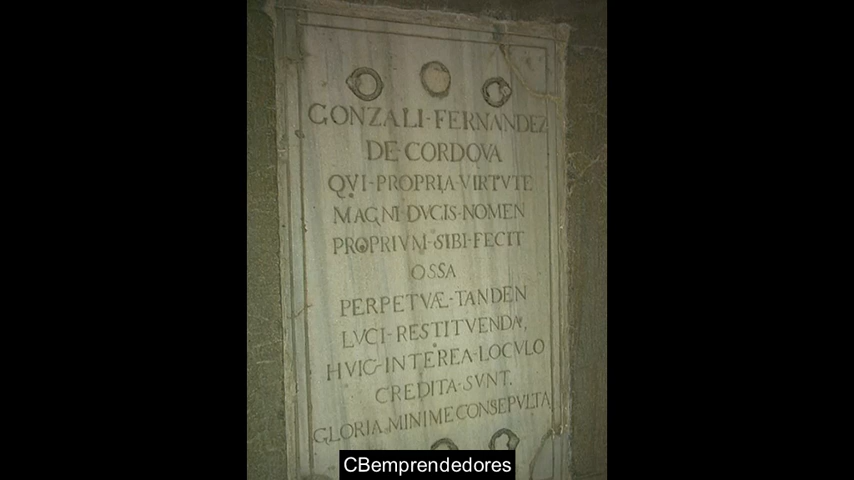 GONZALI-FERNANDEZ
DE-CORDOVA
QVI-PROPRIA-VIRTVTE
MAGNI-DVCIS-NOMEN
PROPRIVM-SIBI-FECIT
OSSA
PERPETVÆ-TANDEN
LVCI-RESTITVENDA,
HVIC-INTEREA-LOCVLO
CREDITA-SVNT.
GLORIA MINIME CONSEPVLTA
CBemprendedores